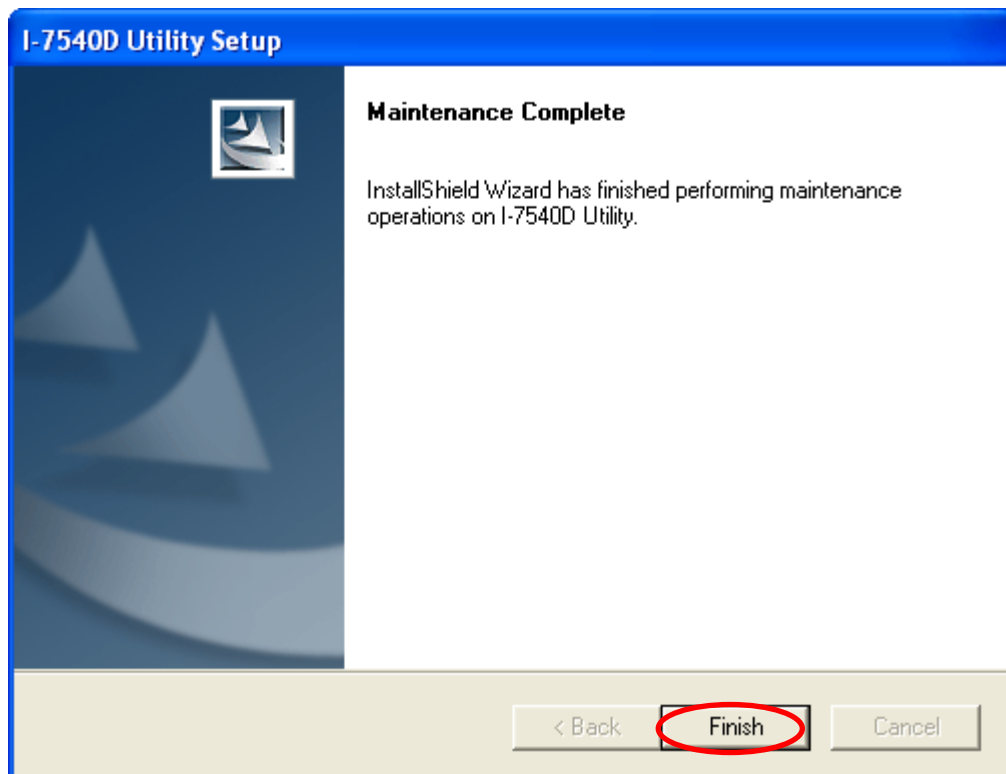 I-7540D Utility Setup
Maintenance Complete
InstallShield Wizard has finished performing maintenance
operations on I-7540D Utility.
< Back Finish Cancel